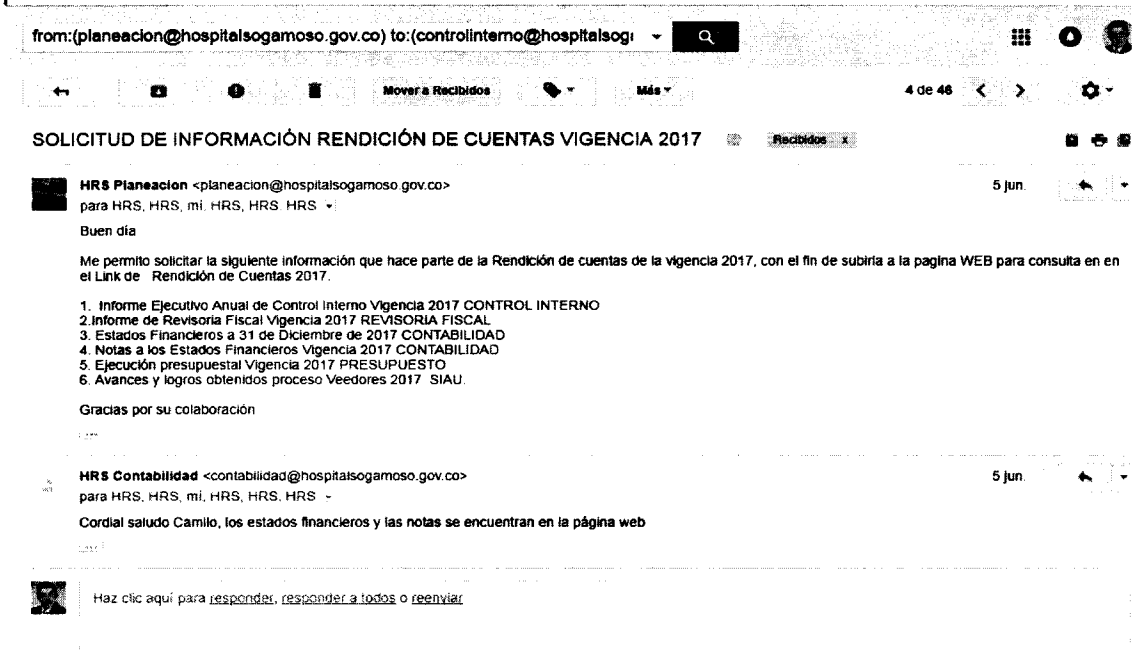 from:(planeacion@hospitalsogamoso.gov.co) to:(controlinterno@hospitalsog
Mover a Recibidos
Más
4 de 46
SOLICITUD DE INFORMACIÓN RENDICIÓN DE CUENTAS VIGENCIA 2017
Recibidos x
HRS Planeacion <planeacion@hospitalsogamoso.gov.co>
5 jun.
para HRS, HRS, mi, HRS, HRS, HRS
Buen día
Me permito solicitar la siguiente información que hace parte de la Rendición de cuentas de la vigencia 2017, con el fin de subirla a la pagina WEB para consulta en en
el Link de Rendición de Cuentas 2017.
1. Informe Ejecutivo Anual de Control Interno Vigencia 2017 CONTROL INTERNO
2.Informe de Revisoria Fiscal Vigencia 2017 REVISORIA FISCAL
3. Estados Financieros a 31 de Diciembre de 2017 CONTABILIDAD
4. Notas a los Estados Financieros Vigencia 2017 CONTABILIDAD
5. Ejecución presupuestal Vigencia 2017 PRESUPUESTO
6. Avances y logros obtenidos proceso Veedores 2017 SIAU.
Gracias por su colaboración
HRS Contabilidad <contabilidad@hospitalsogamoso.gov.co>
5 jun.
para HRS, HRS, mi, HRS, HRS, HRS
Cordial saludo Camilo, los estados financieros y las notas se encuentran en la página web
Haz clic aquí para responder, responder a todos o reenviar